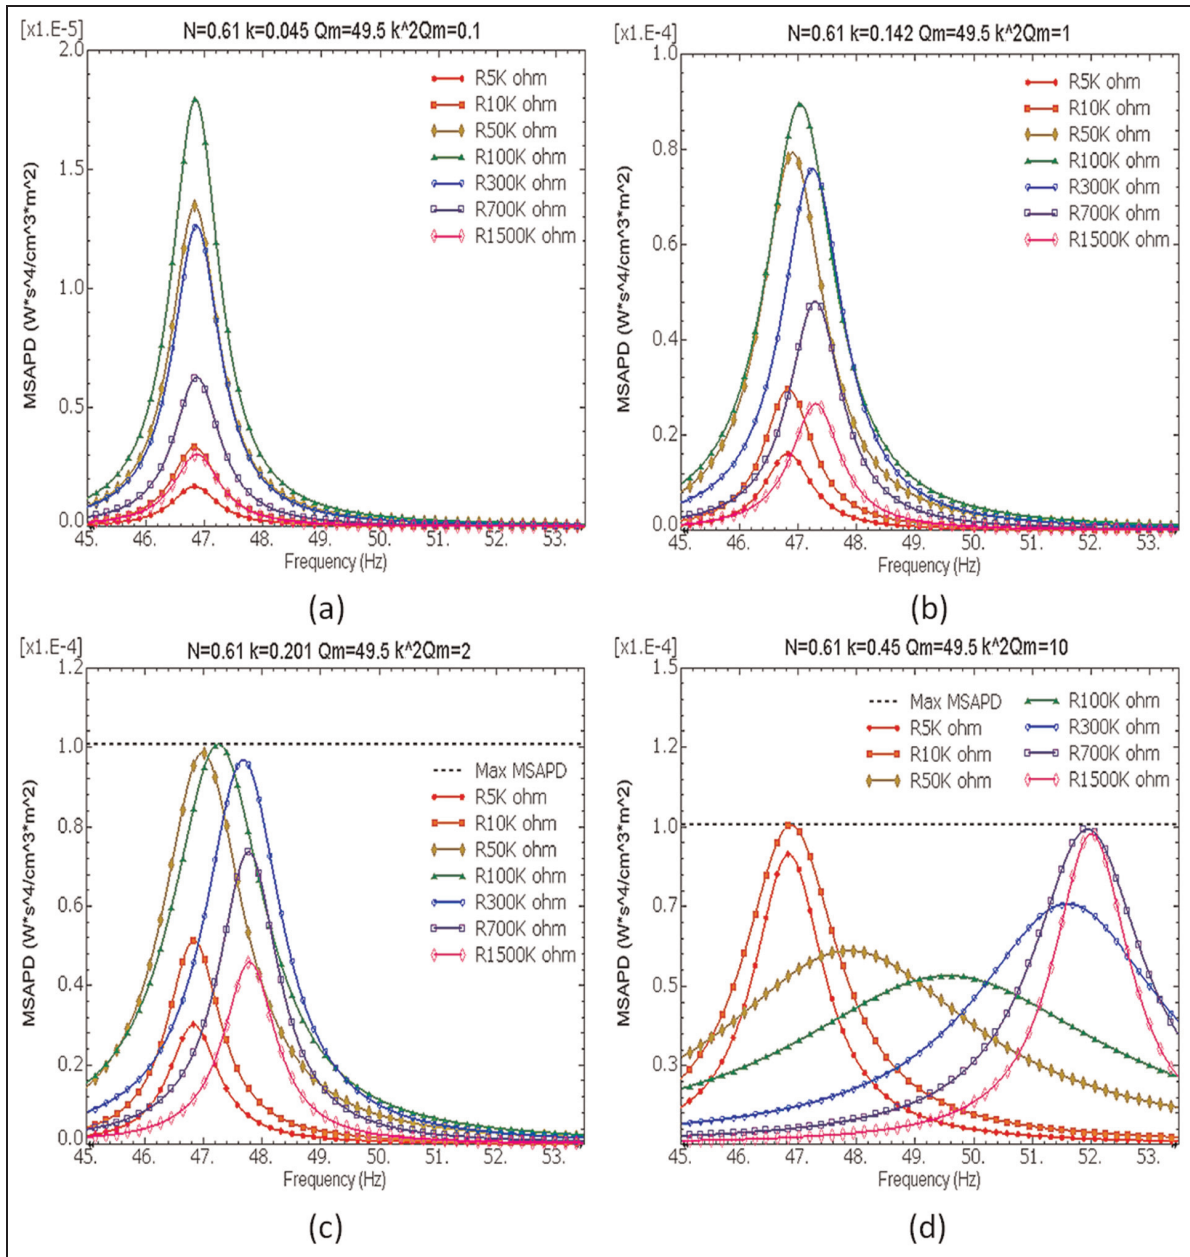 [x1.E-5]
N=0.61 k=0.045 Qm=49.5 k^2Qm=0.1
2.0
1.5
1.0
0.5
0.0
MSAPD (W*s^4/cm^3*m^2)
R5K ohm
R10K ohm
R50K ohm
R100K ohm
R300K ohm
R700K ohm
R1500K ohm
45. 46. 47. 48. 49. 50. 51. 52. 53.
Frequency (Hz)
(a)
[x1.E-4]
N=0.61 k=0.142 Qm=49.5 k^2Qm=1
1.0
0.8
0.6
0.4
0.2
0.0
MSAPD (W*s^4/cm^3*m^2)
R5K ohm
R10K ohm
R50K ohm
R100K ohm
R300K ohm
R700K ohm
R1500K ohm
45. 46. 47. 48. 49. 50. 51. 52. 53.
Frequency (Hz)
(b)
[x1.E-4]
N=0.61 k=0.201 Qm=49.5 k^2Qm=2
1.2
1.0
0.8
0.6
0.4
0.2
0.0
MSAPD (W*s^4/cm^3*m^2)
Max MSAPD
R5K ohm
R10K ohm
R50K ohm
R100K ohm
R300K ohm
R700K ohm
R1500K ohm
45. 46. 47. 48. 49. 50. 51. 52. 53.
Frequency (Hz)
(c)
[x1.E-4]
N=0.61 k=0.45 Qm=49.5 k^2Qm=10
1.5
1.2
1.0
0.7
0.5
0.3
MSAPD (W*s^4/cm^3*m^2)
Max MSAPD
R5K ohm
R10K ohm
R50K ohm
R100K ohm
R300K ohm
R700K ohm
R1500K ohm
45. 46. 47. 48. 49. 50. 51. 52. 53.
Frequency (Hz)
(d)